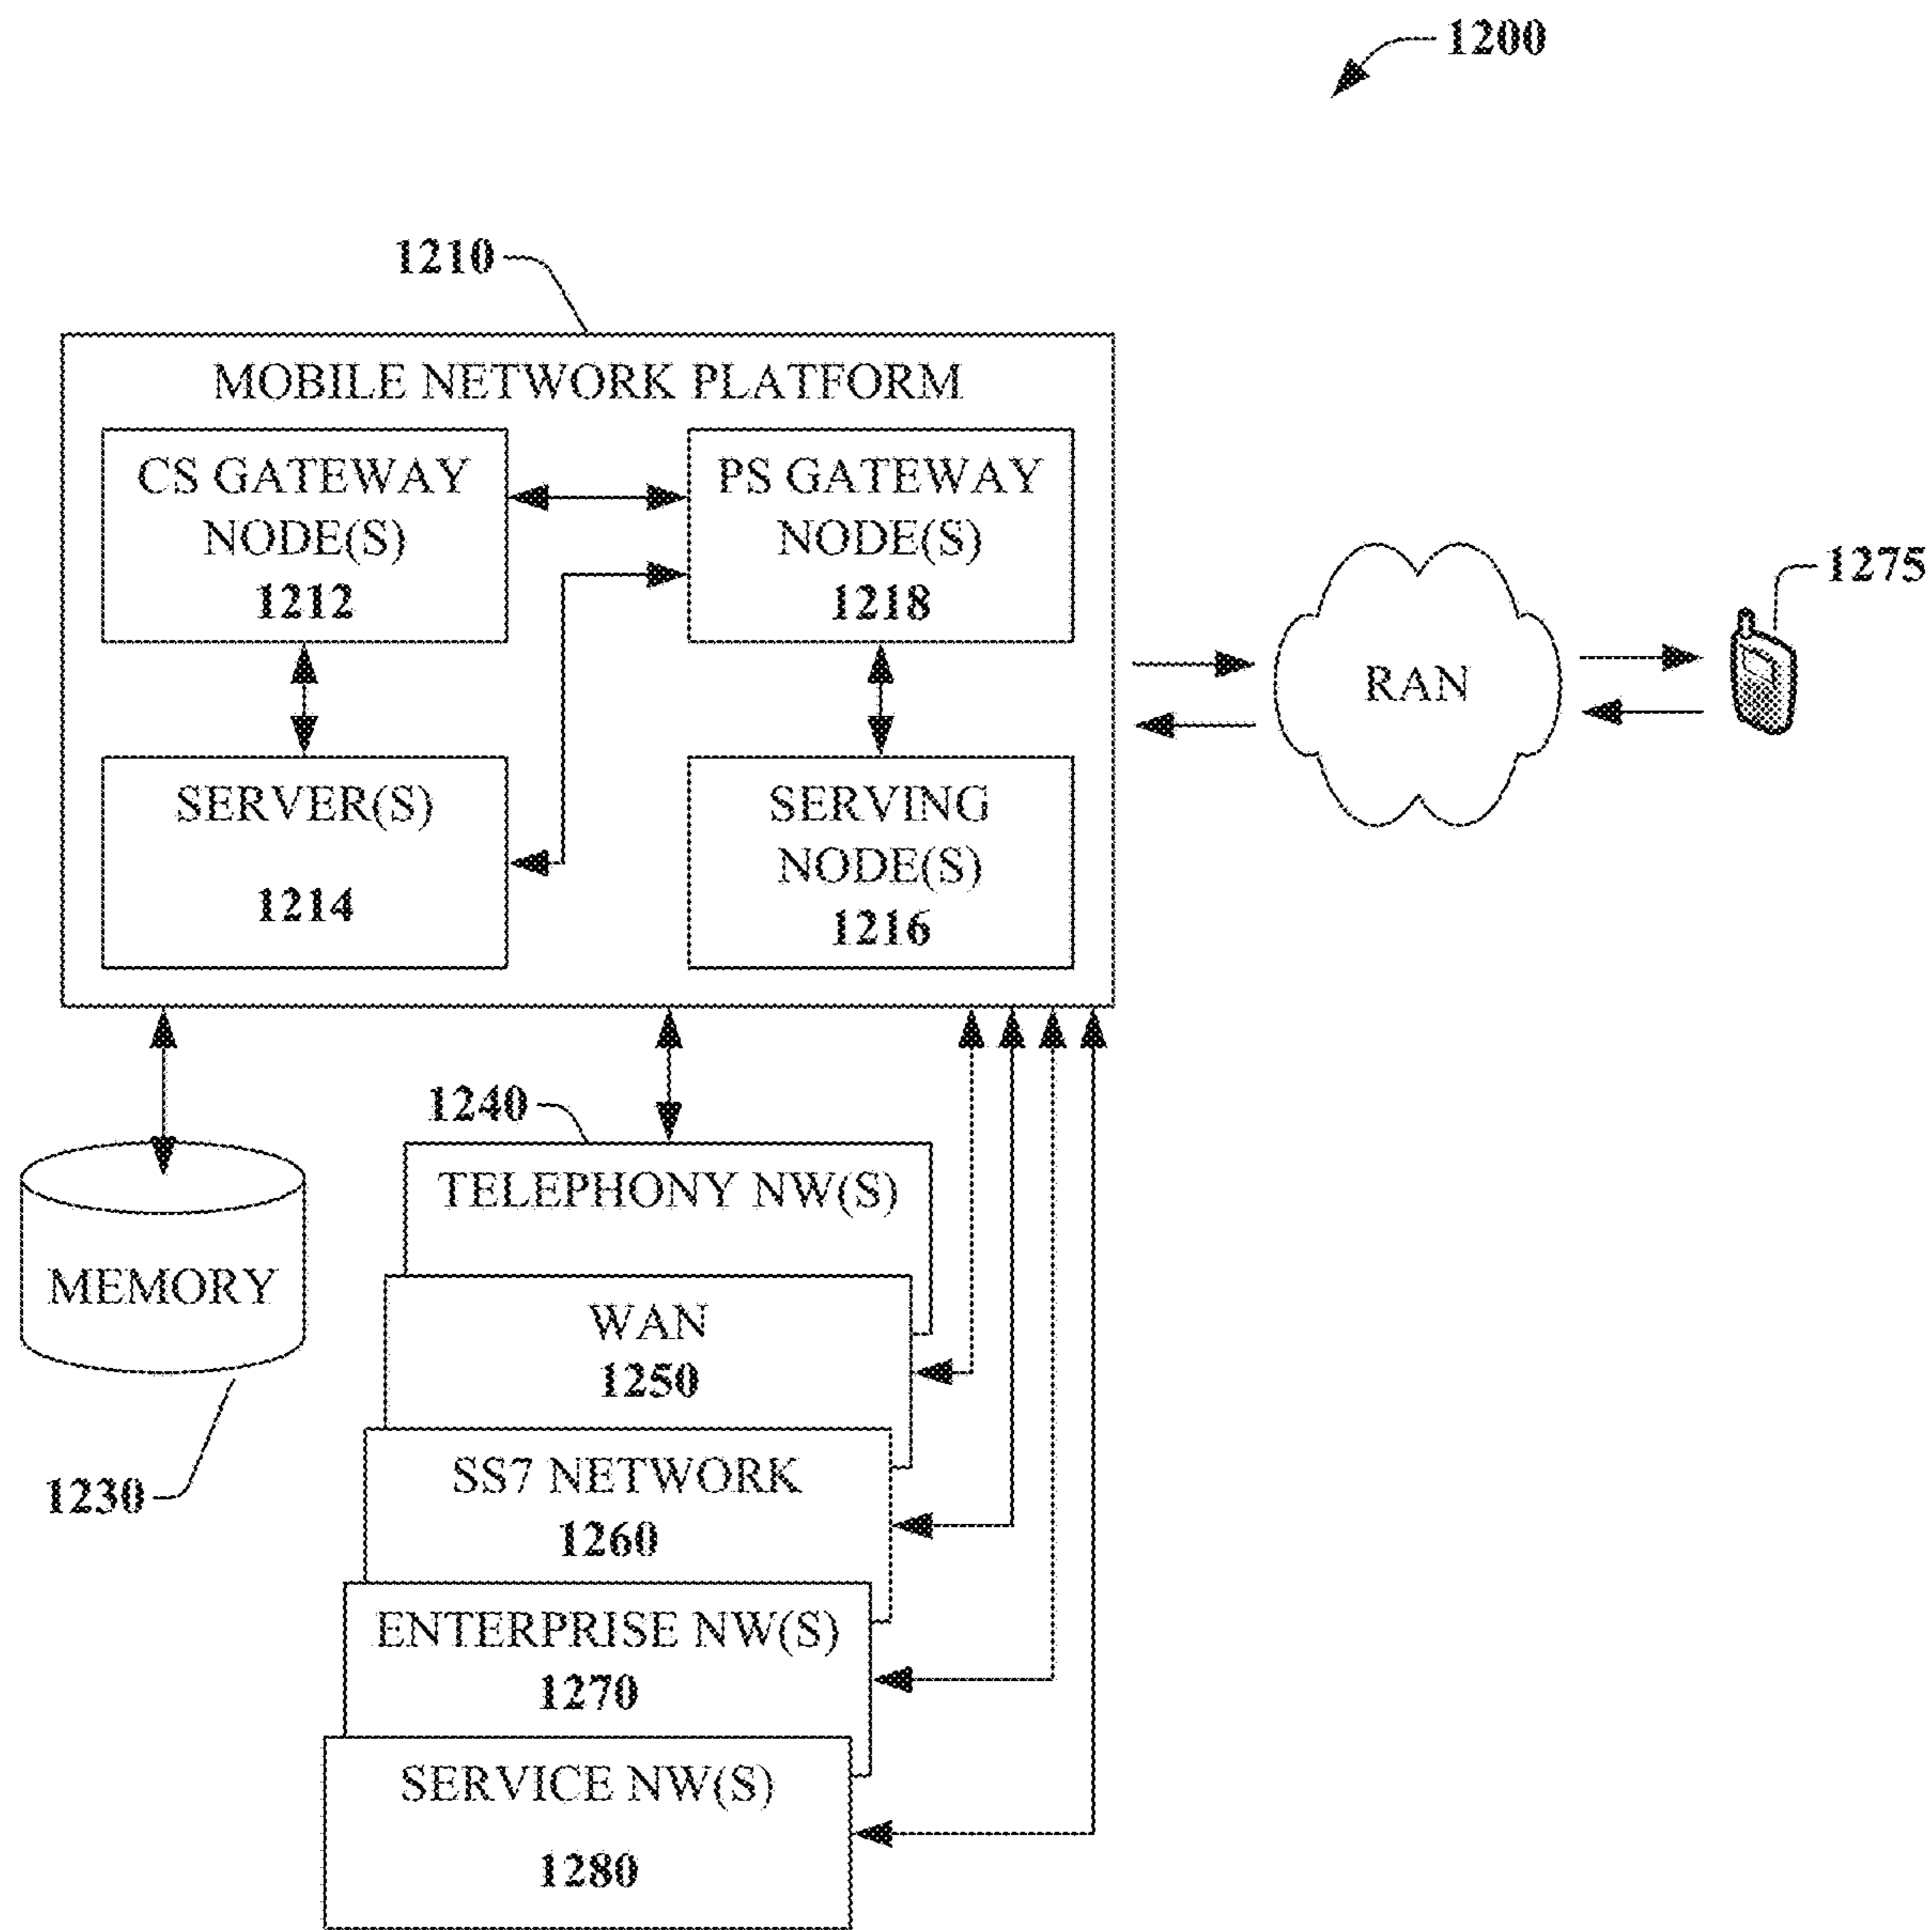 1200
1210
MOBILE NETWORK PLATFORM
CS GATEWAY
NODE(S)
1212
PS GATEWAY
NODE(S)
1218
SERVER(S)
1214
SERVING
NODE(S)
1216
RAN
1275
1240
TELEPHONY NW(S)
MEMORY
1230
WAN
1250
SS7 NETWORK
1260
ENTERPRISE NW(S)
1270
SERVICE NW(S)
1280